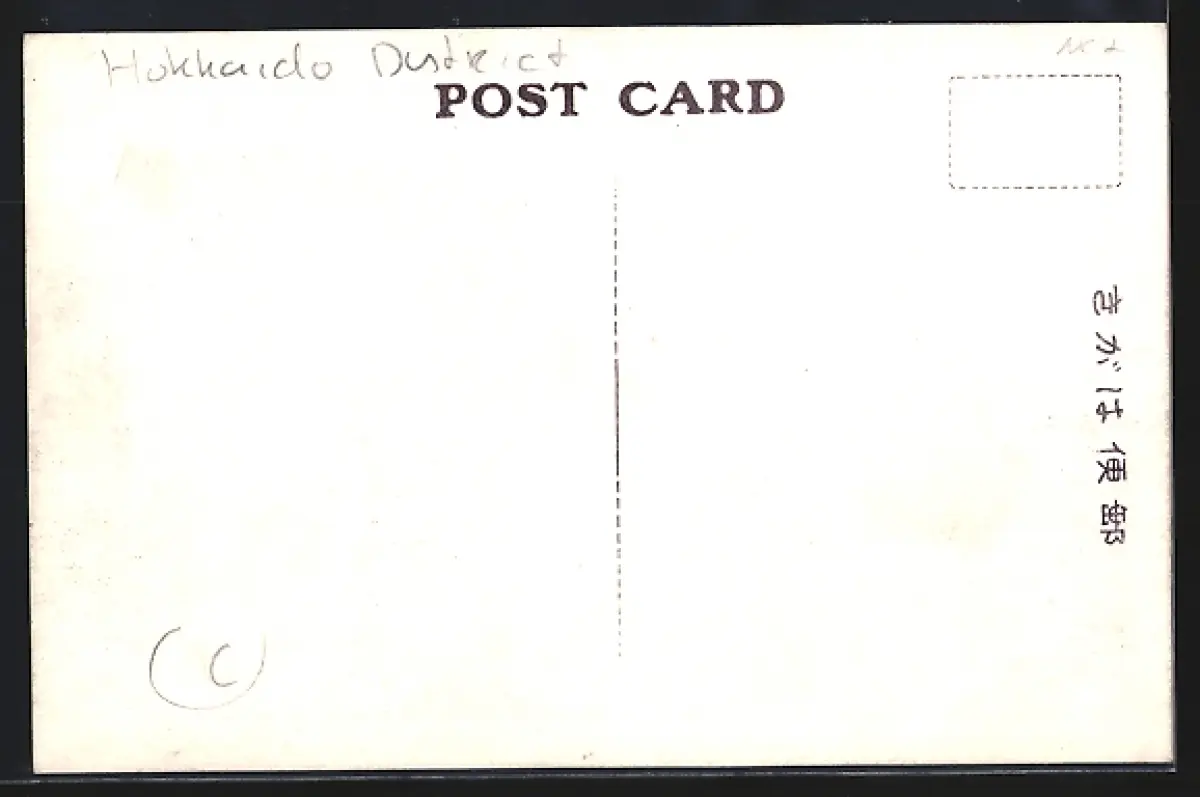 Hokkaido District
POST CARD
きがは便郵
C